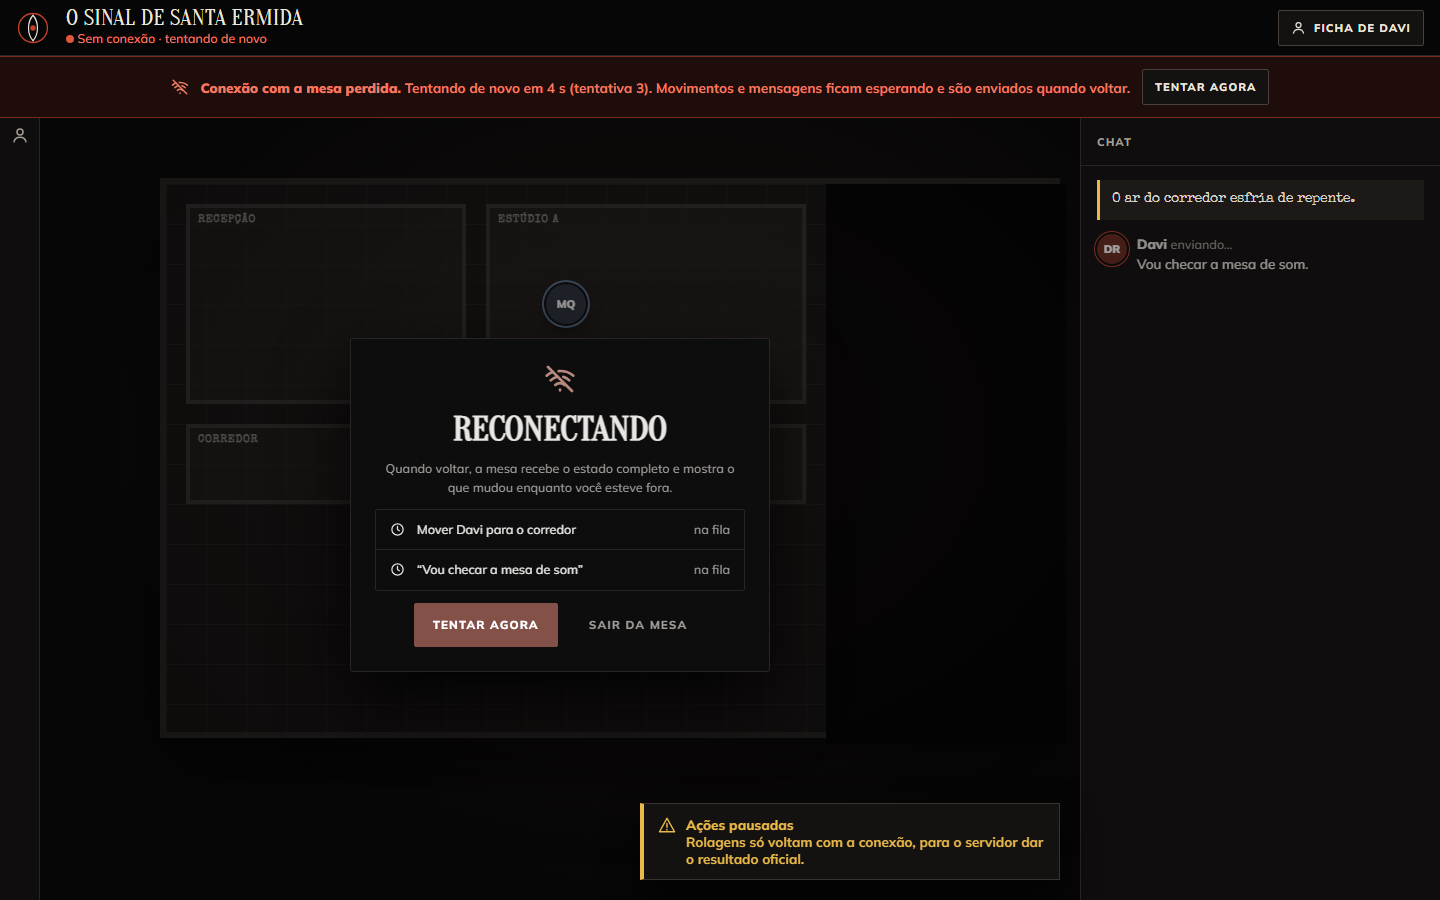 O SINAL DE SANTA ERMIDA
Sem conexão · tentando de novo
FICHA DE DAVI
Conexão com a mesa perdida. Tentando de novo em 4 s (tentativa 3). Movimentos e mensagens ficam esperando e são enviados quando voltar.
TENTAR AGORA
CHAT
RECEPÇÃO
ESTÚDIO A
MQ
CORREDOR
RECONECTANDO
Quando voltar, a mesa recebe o estado completo e mostra o
que mudou enquanto você esteve fora.
Mover Davi para o corredor
na fila
“Vou checar a mesa de som”
na fila
TENTAR AGORA
SAIR DA MESA
O ar do corredor esfria de repente.
DR
Davi enviando...
Vou checar a mesa de som.
Ações pausadas
Rolagens só voltam com a conexão, para o servidor dar
o resultado oficial.